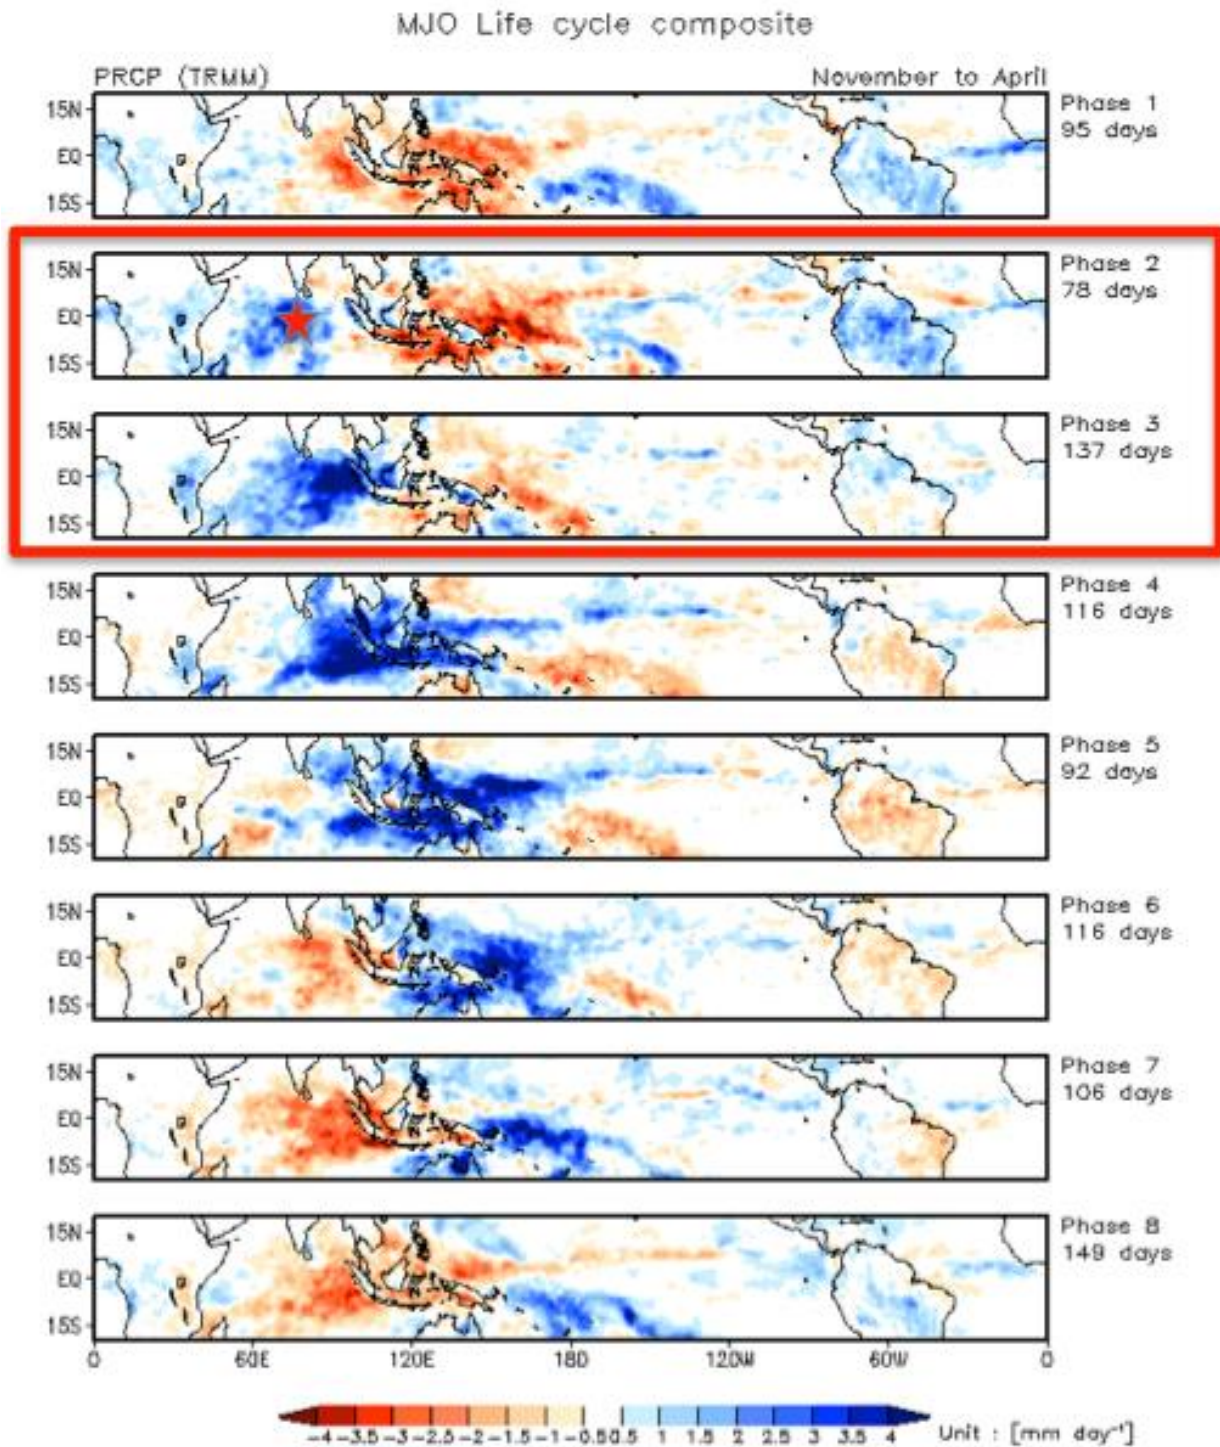 MJO Life cycle composite
PRCP (TRMM) November to April
15N
EQ
15S
Phase 1
95 days
15N
EQ
15S
Phase 2
78 days
15N
EQ
15S
Phase 3
137 days
15N
EQ
15S
Phase 4
116 days
15N
EQ
15S
Phase 5
92 days
15N
EQ
15S
Phase 6
116 days
15N
EQ
15S
Phase 7
106 days
15N
EQ
15S
Phase 8
149 days
0 60E 120E 180 120W 60W 0
-4 -3.5 -3 -2.5 -2 -1.5 -1 -0.5 0.5 1 1.5 2 2.5 3 3.5 4 Unit : [mm day⁻¹]